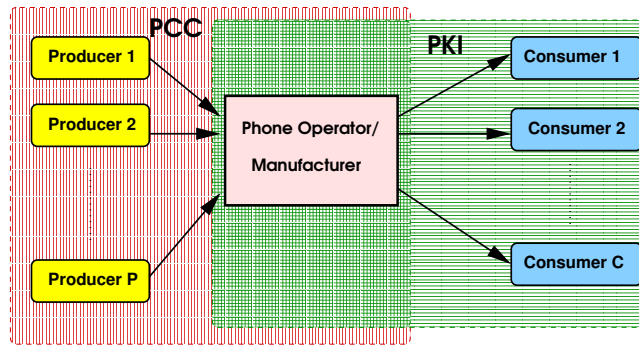 PCC
PKI
Producer 1
Producer 2
Producer P
Phone Operator/
Manufacturer
Consumer 1
Consumer 2
Consumer C